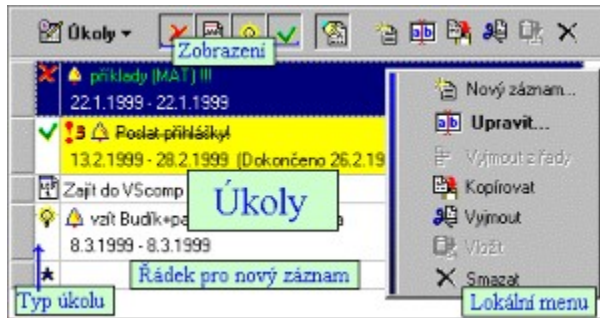 Úkoly
Zobrazení
příklady (MAT) !!!
22.1.1999 - 22.1.1999
!3 Poslat přihlášky!
13.2.1999 - 28.2.1999 (Dokončeno 26.2.19
Zajít do VScomp
vzít Budík+pa
8.3.1999 - 8.3.1999
Úkoly
Řádek pro nový záznam
Typ úkolu
Nový záznam...
Upravit...
Vyjmout z řady
Kopírovat
Vyjmout
Vložit
Smazat
Lokální menu